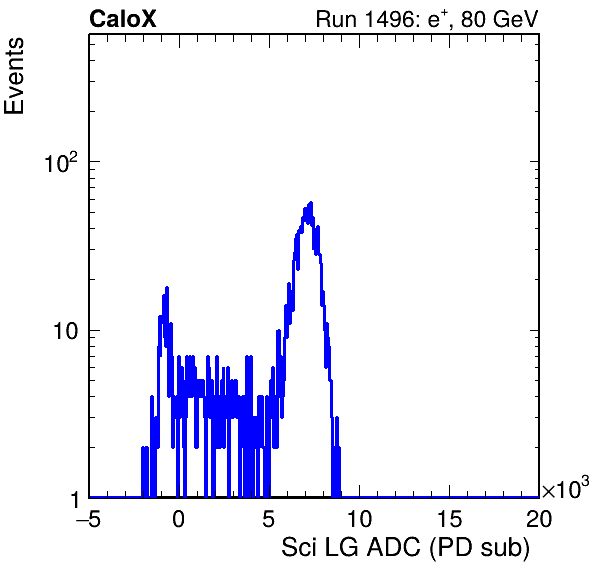 CaloX Run 1496: e⁺, 80 GeV
Events
10²
10
1
−5 0 5 10 15 20 ×10³
Sci LG ADC (PD sub)